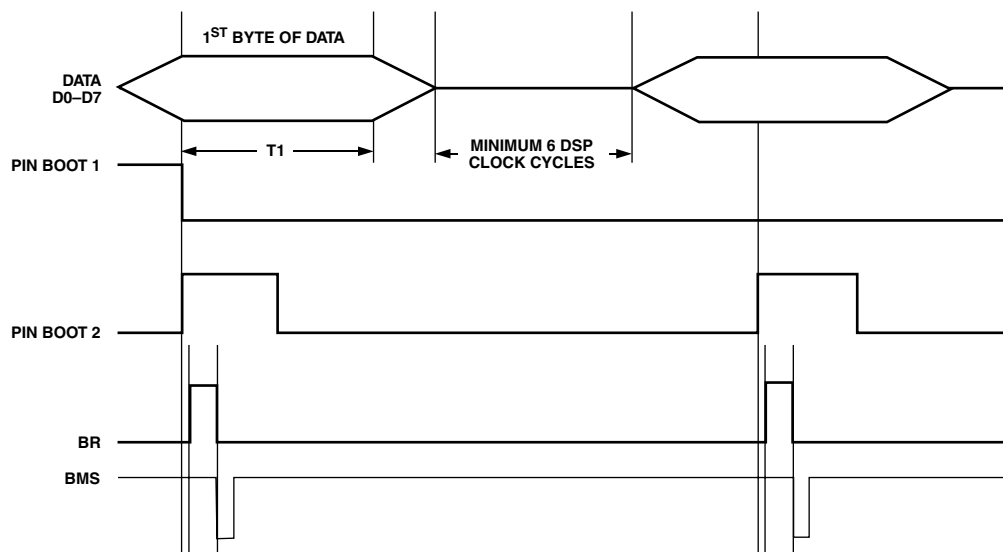 1ST BYTE OF DATA
DATA
D0–D7
T1
MINIMUM 6 DSP
CLOCK CYCLES
PIN BOOT 1
PIN BOOT 2
BR
BMS